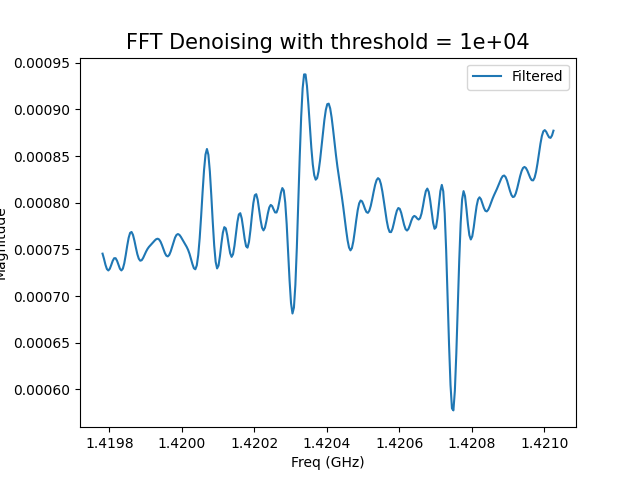 FFT Denoising with threshold = 1e+04
Filtered
0.00095
0.00090
0.00085
0.00080
0.00075
0.00070
0.00065
0.00060
Magnitude
1.4198 1.4200 1.4202 1.4204 1.4206 1.4208 1.4210
Freq (GHz)